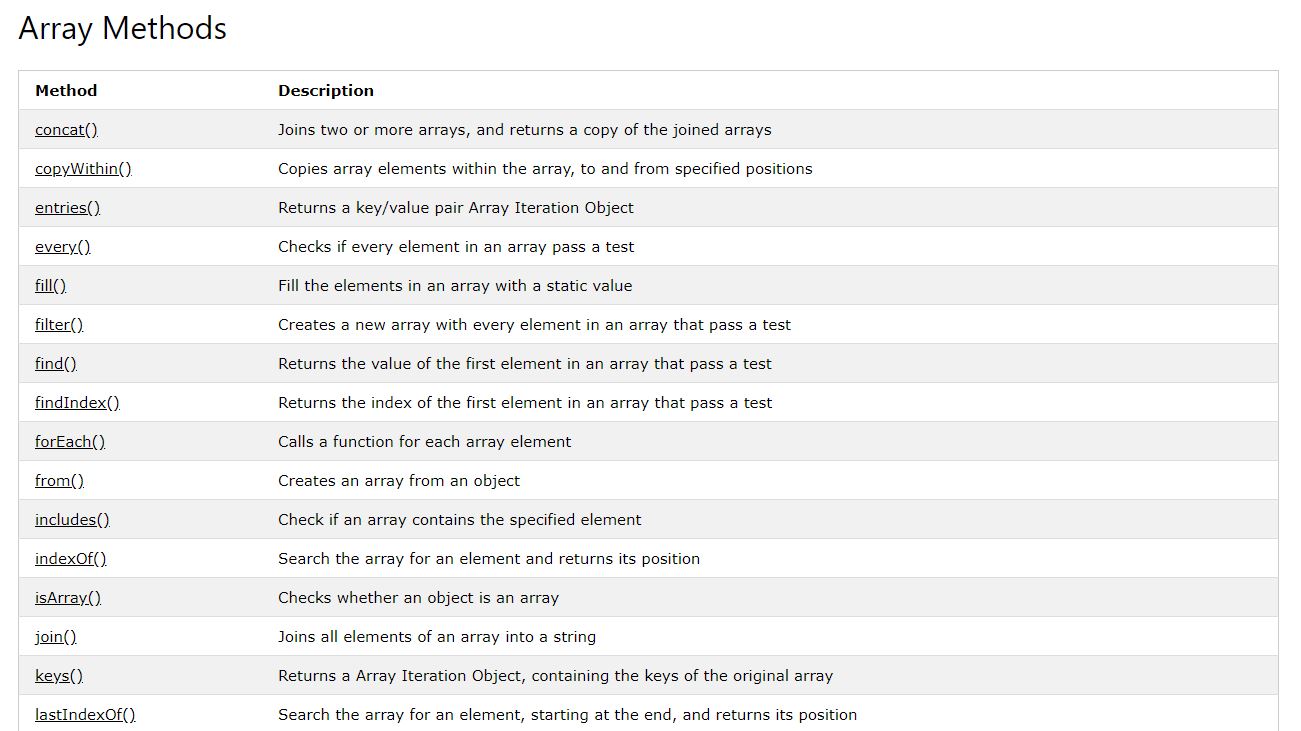 Array Methods
Method Description
concat() Joins two or more arrays, and returns a copy of the joined arrays
copyWithin() Copies array elements within the array, to and from specified positions
entries() Returns a key/value pair Array Iteration Object
every() Checks if every element in an array pass a test
fill() Fill the elements in an array with a static value
filter() Creates a new array with every element in an array that pass a test
find() Returns the value of the first element in an array that pass a test
findIndex() Returns the index of the first element in an array that pass a test
forEach() Calls a function for each array element
from() Creates an array from an object
includes() Check if an array contains the specified element
indexOf() Search the array for an element and returns its position
isArray() Checks whether an object is an array
join() Joins all elements of an array into a string
keys() Returns a Array Iteration Object, containing the keys of the original array
lastIndexOf() Search the array for an element, starting at the end, and returns its position